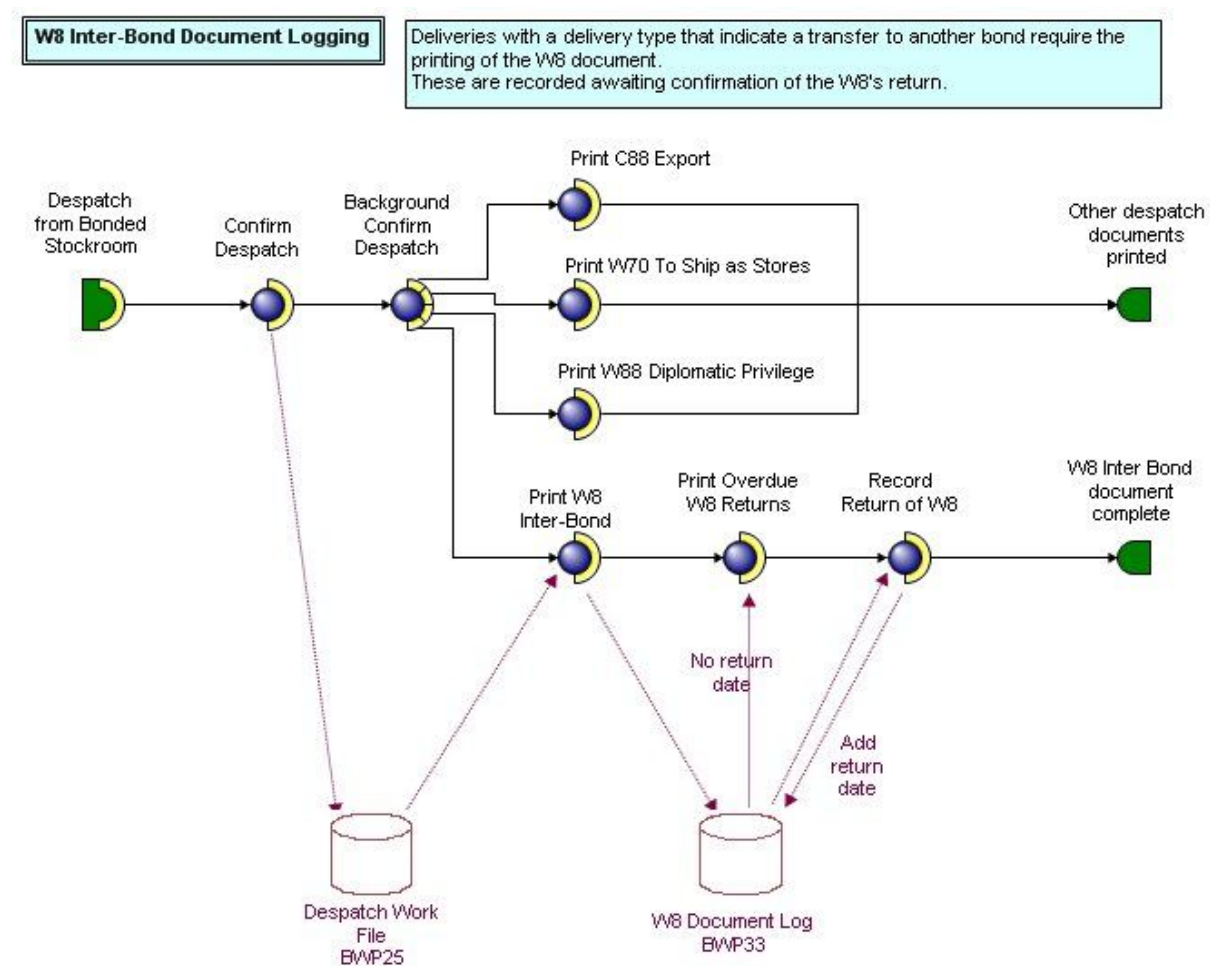 W8 Inter-Bond Document Logging
Deliveries with a delivery type that indicate a transfer to another bond require the
printing of the W8 document.
These are recorded awaiting confirmation of the W8's return.
Print C88 Export
Despatch
from Bonded
Stockroom
Confirm
Despatch
Background
Confirm
Despatch
Other despatch
documents
printed
Print W70 To Ship as Stores
Print W88 Diplomatic Privilege
Print W8
Inter-Bond
Print Overdue
W8 Returns
Record
Return of W8
W8 Inter Bond
document
complete
No return
date
Add
return
date
Despatch Work
File
BWP25
W8 Document Log
BWP33